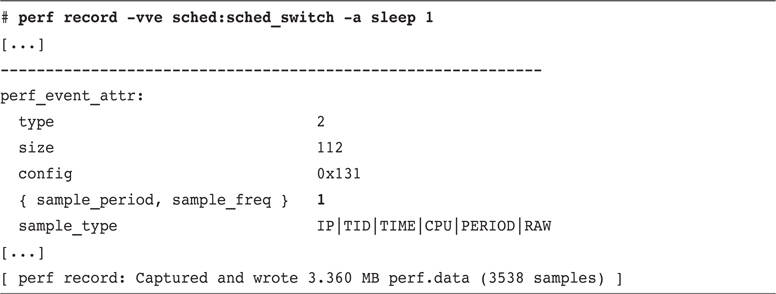 # perf record -vve sched:sched_switch -a sleep 1
[...]
------------------------------------------------------------
perf_event_attr:
  type                             2
  size                             112
  config                           0x131
  { sample_period, sample_freq }   1
  sample_type                      IP|TID|TIME|CPU|PERIOD|RAW
[...]
[ perf record: Captured and wrote 3.360 MB perf.data (3538 samples) ]